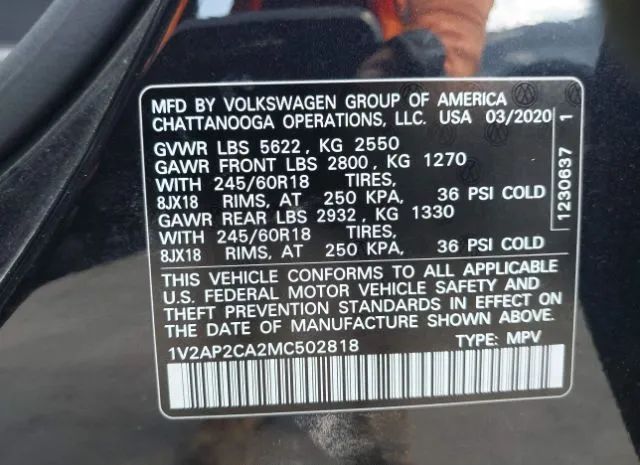 MFD BY VOLKSWAGEN GROUP OF AMERICA
CHATTANOOGA OPERATIONS, LLC. USA 03/2020
GVWR LBS 5622, KG 2550
GAWR FRONT LBS 2800, KG 1270
WITH 245/60R18 TIRES,
8JX18 RIMS, AT 250 KPA, 36 PSI COLD
GAWR REAR LBS 2932, KG 1330
WITH 245/60R18 TIRES,
8JX18 RIMS, AT 250 KPA, 36 PSI COLD
THIS VEHICLE CONFORMS TO ALL APPLICABLE
U.S. FEDERAL MOTOR VEHICLE SAFETY AND
THEFT PREVENTION STANDARDS IN EFFECT ON
THE DATE OF MANUFACTURE SHOWN ABOVE.
1V2AP2CA2MC502818 TYPE: MPV
1230637 1